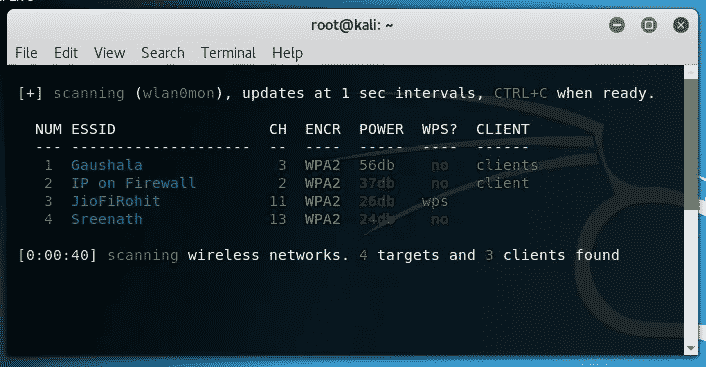 root@kali: ~
File Edit View Search Terminal Help
[+] scanning (wlan0mon), updates at 1 sec intervals, CTRL+C when ready.
NUM ESSID CH ENCR POWER WPS? CLIENT
--- -------------------- -- ---- ----- ---- ------
1 Gaushala 3 WPA2 56db no clients
2 IP on Firewall 2 WPA2 37db no client
3 JioFiRohit 11 WPA2 26db wps
4 Sreenath 13 WPA2 24db no
[0:00:40] scanning wireless networks. 4 targets and 3 clients found